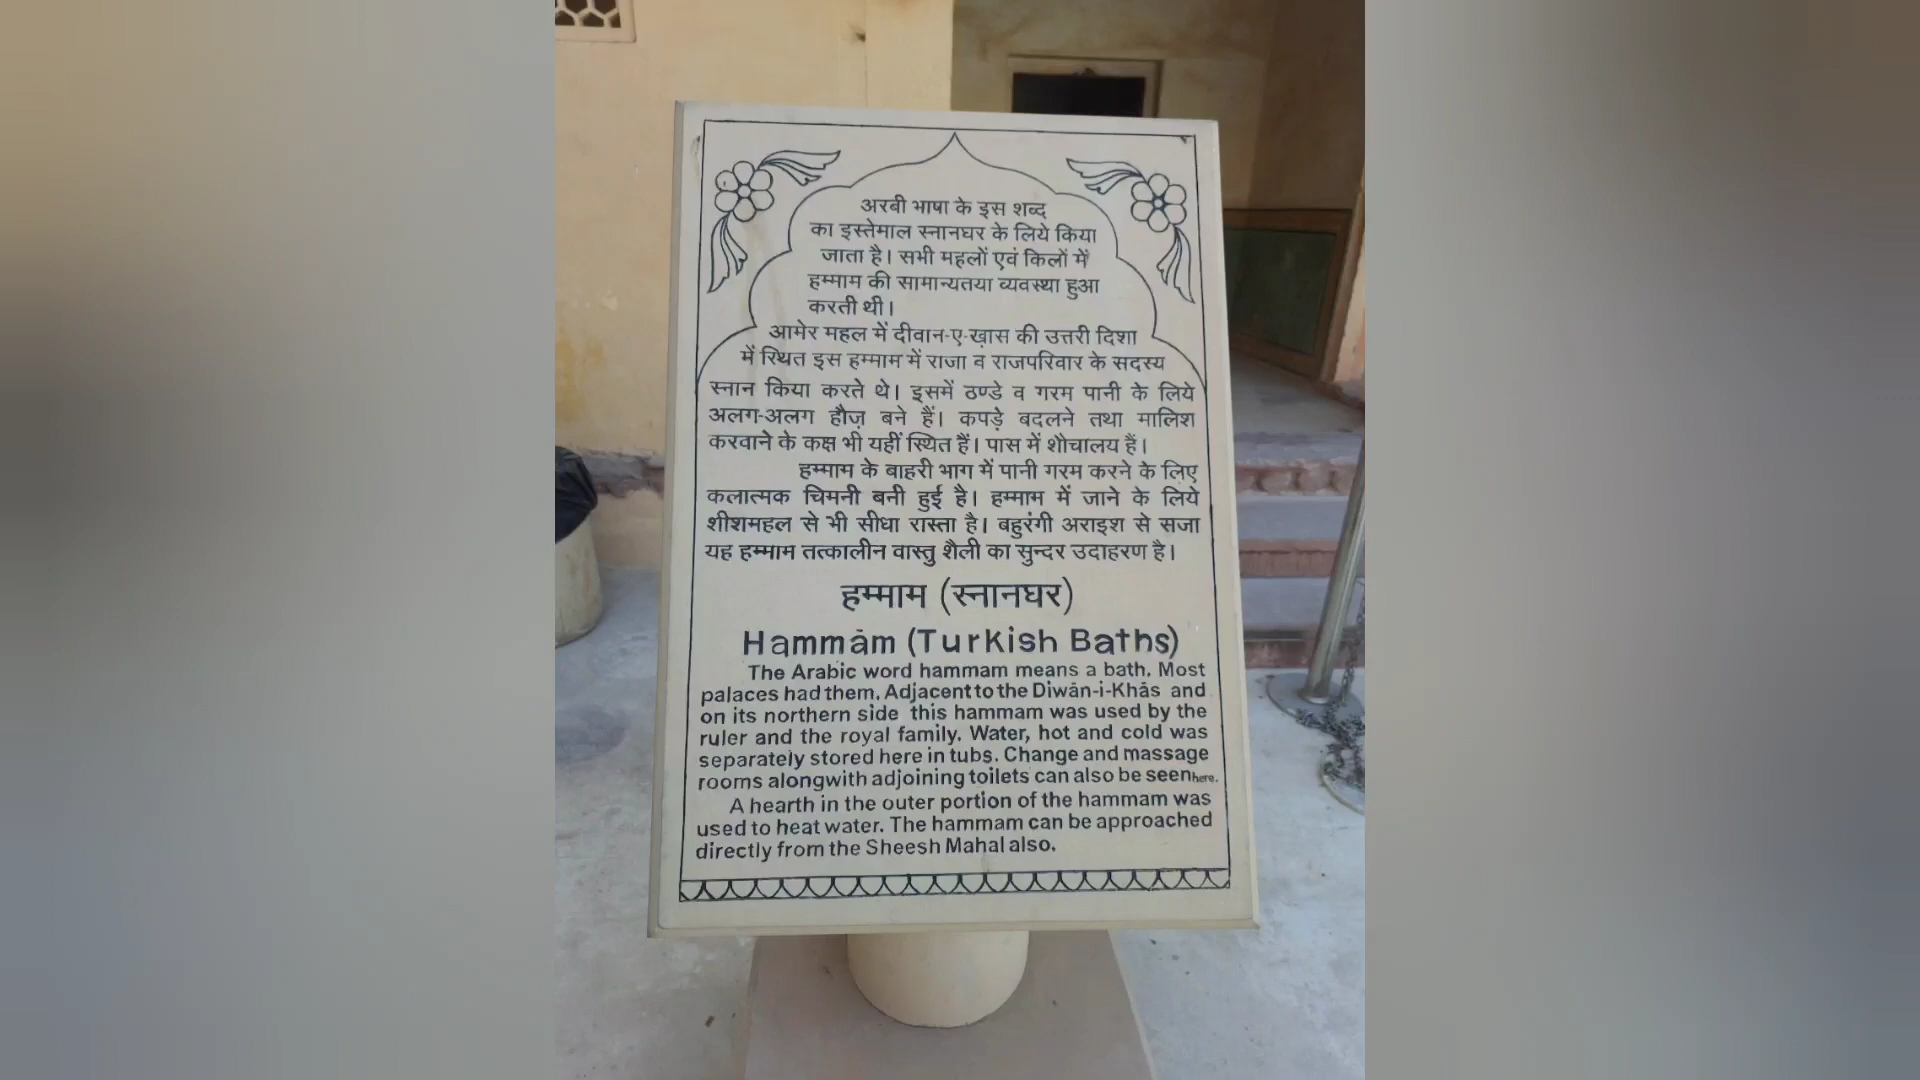 अरबी भाषा के इस शब्द
का इस्तेमाल स्नानघर के लिये किया
जाता है। सभी महलों एवं किलों में
हम्माम की सामान्यतया व्यवस्था हुआ
करती थी।
आमेर महल में दीवान-ए-ख़ास की उत्तरी दिशा
में स्थित इस हम्माम में राजा व राजपरिवार के सदस्य
स्नान किया करते थे। इसमें ठण्डे व गरम पानी के लिये
अलग-अलग हौज़ बने हैं। कपड़े बदलने तथा मालिश
करवाने के कक्ष भी यहीं स्थित हैं। पास में शौचालय हैं।
हम्माम के बाहरी भाग में पानी गरम करने के लिए
कलात्मक चिमनी बनी हुई है। हम्माम में जाने के लिये
शीशमहल से भी सीधा रास्ता है। बहुरंगी अराइश से सजा
यह हम्माम तत्कालीन वास्तु शैली का सुन्दर उदाहरण है।
हम्माम (स्नानघर)
Hammām (Turkish Baths)
The Arabic word hammam means a bath. Most
palaces had them. Adjacent to the Diwān-i-Khās and
on its northern side this hammam was used by the
ruler and the royal family. Water, hot and cold was
separately stored here in tubs. Change and massage
rooms alongwith adjoining toilets can also be seen here.
A hearth in the outer portion of the hammam was
used to heat water. The hammam can be approached
directly from the Sheesh Mahal also.